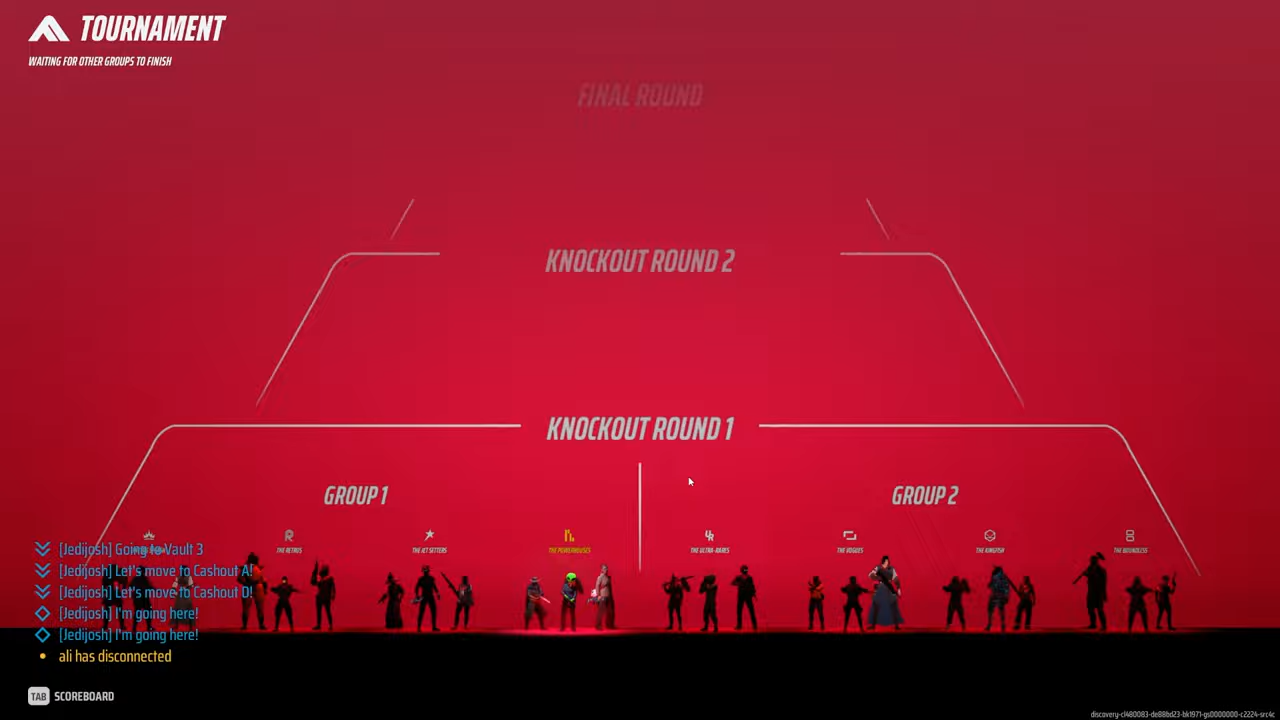 TOURNAMENT
WAITING FOR OTHER GROUPS TO FINISH
FINAL ROUND
KNOCKOUT ROUND 2
KNOCKOUT ROUND 1
GROUP 1
GROUP 2
THE RETROS
THE JET SETTERS
THE POWERHOUSES
THE ULTRA-RARES
THE VOGUES
THE KINGFISH
THE BOUNDLESS
[Jedijosh] Going to Vault 3
[Jedijosh] Let's move to Cashout A!
[Jedijosh] Let's move to Cashout D!
[Jedijosh] I'm going here!
[Jedijosh] I'm going here!
ali has disconnected
TAB SCOREBOARD